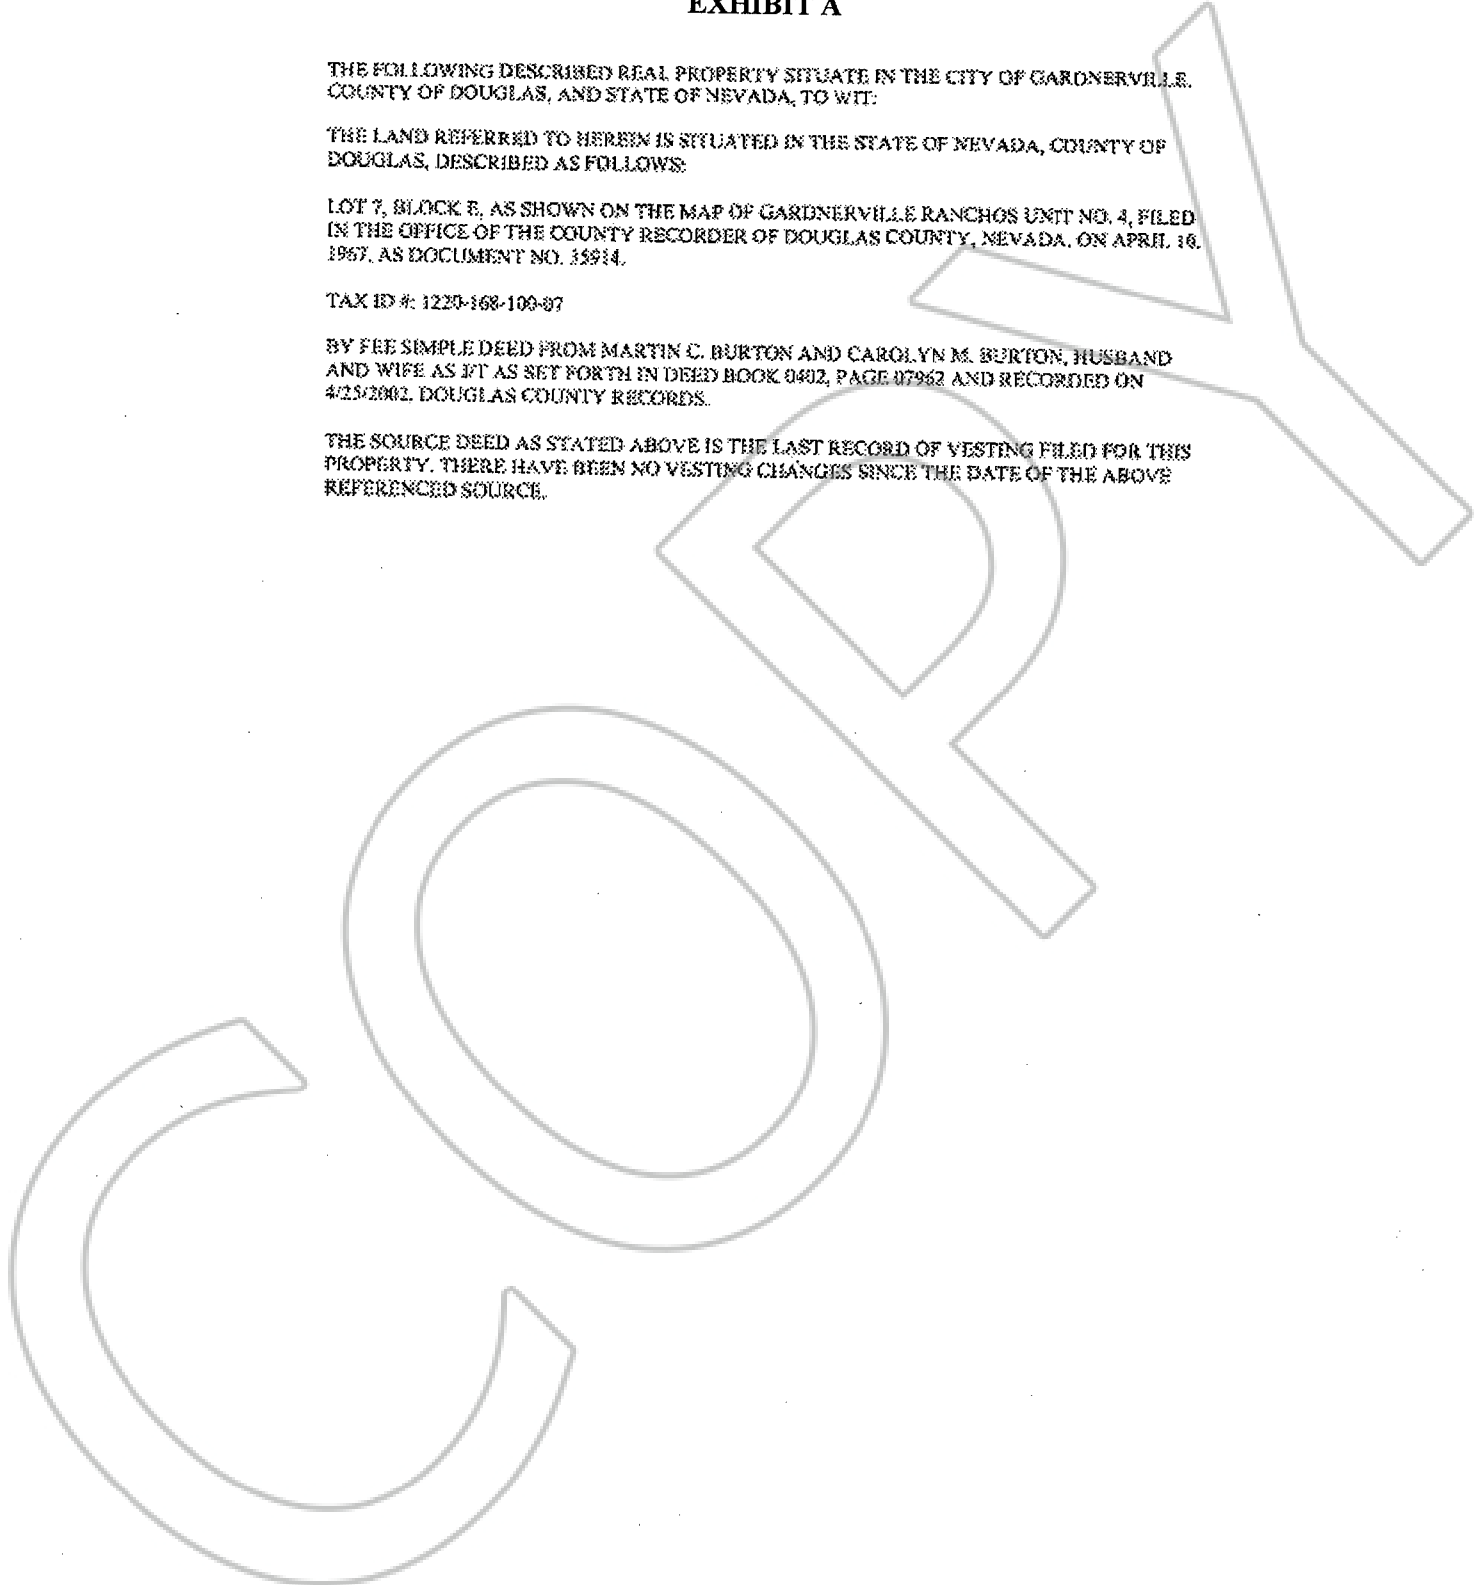 EXHIBIT A
THE FOLLOWING DESCRIBED REAL PROPERTY SITUATE IN THE CITY OF GARDNERVILLE,
COUNTY OF DOUGLAS, AND STATE OF NEVADA, TO WIT:
THE LAND REFERRED TO HEREIN IS SITUATED IN THE STATE OF NEVADA, COUNTY OF
DOUGLAS, DESCRIBED AS FOLLOWS:
LOT 7, BLOCK E, AS SHOWN ON THE MAP OF GARDNERVILLE RANCHOS UNIT NO. 4, FILED
IN THE OFFICE OF THE COUNTY RECORDER OF DOUGLAS COUNTY, NEVADA, ON APRIL 10,
1967, AS DOCUMENT NO. 35914.
TAX ID #: 1220-168-100-07
BY FEE SIMPLE DEED FROM MARTIN C. BURTON AND CAROLYN M. BURTON, HUSBAND
AND WIFE AS AS SET FORTH IN DEED BOOK 0402, PAGE 07962 AND RECORDED ON
4/25/2002, DOUGLAS COUNTY RECORDS.
THE SOURCE DEED AS STATED ABOVE IS THE LAST RECORD OF VESTING FILED FOR THIS
PROPERTY. THERE HAVE BEEN NO VESTING CHANGES SINCE THE DATE OF THE ABOVE
REFERENCED SOURCE.
COPY